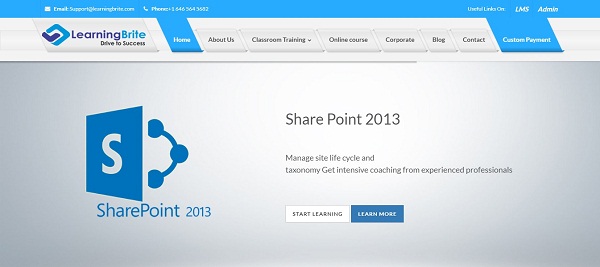 Email: Support@learningbrite.com Phone:+1 646 564 3682 Useful Links On: LMS Admin
LearningBrite
Drive to Success
Home About Us Classroom Training Online course Corporate Blog Contact Custom Payment
S
SharePoint 2013
Share Point 2013
Manage site life cycle and
taxonomy Get intensive coaching from experienced professionals
START LEARNING LEARN MORE